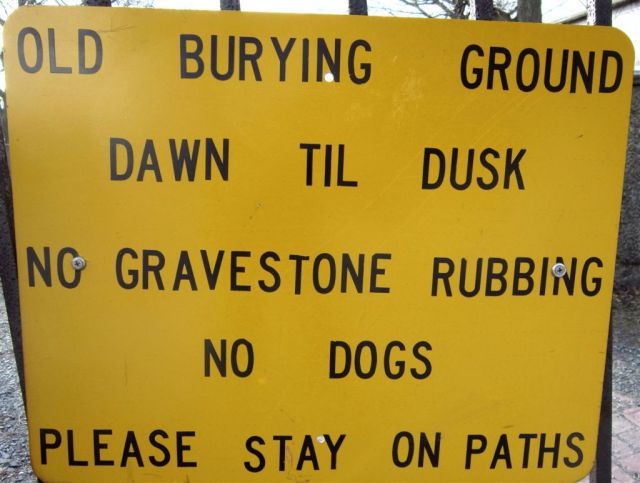 OLD BURYING GROUND
DAWN TIL DUSK
NO GRAVESTONE RUBBING
NO DOGS
PLEASE STAY ON PATHS